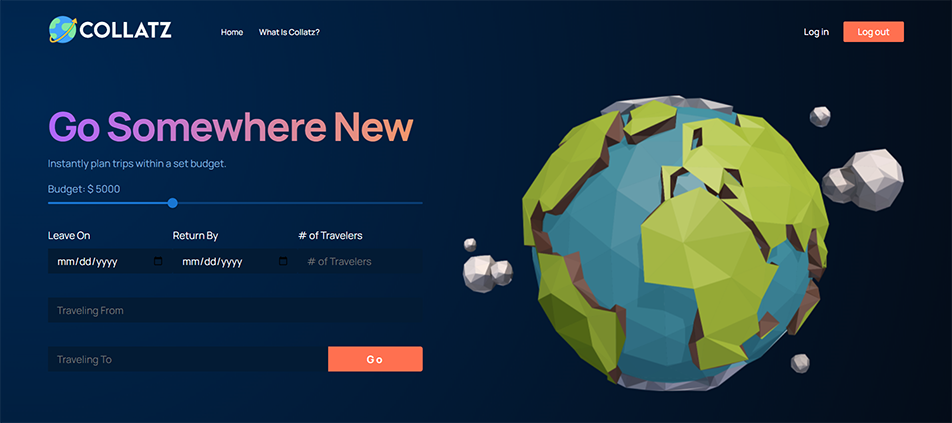 COLLATZ Home What Is Collatz? Log in Log out
Go Somewhere New
Instantly plan trips within a set budget.
Budget: $ 5000
Leave On Return By # of Travelers
mm/dd/yyyy mm/dd/yyyy # of Travelers
Traveling From
Traveling To Go